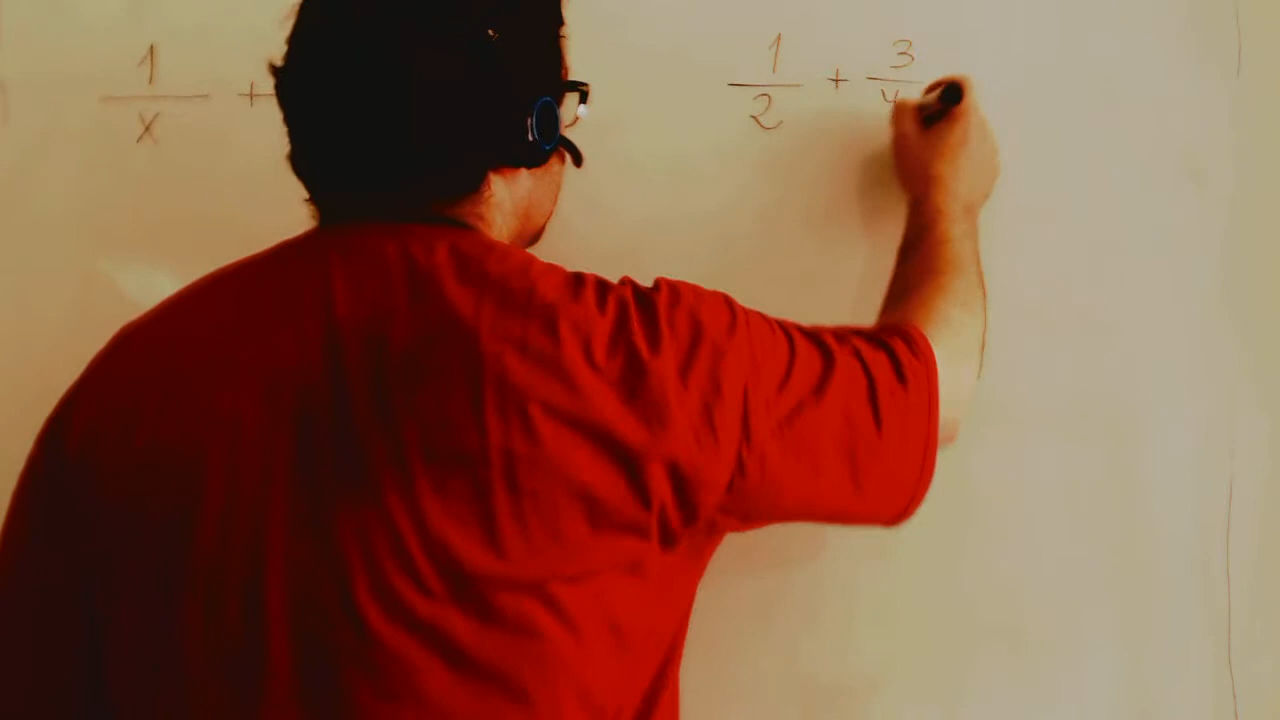 1/x +
1/2 + 3/4